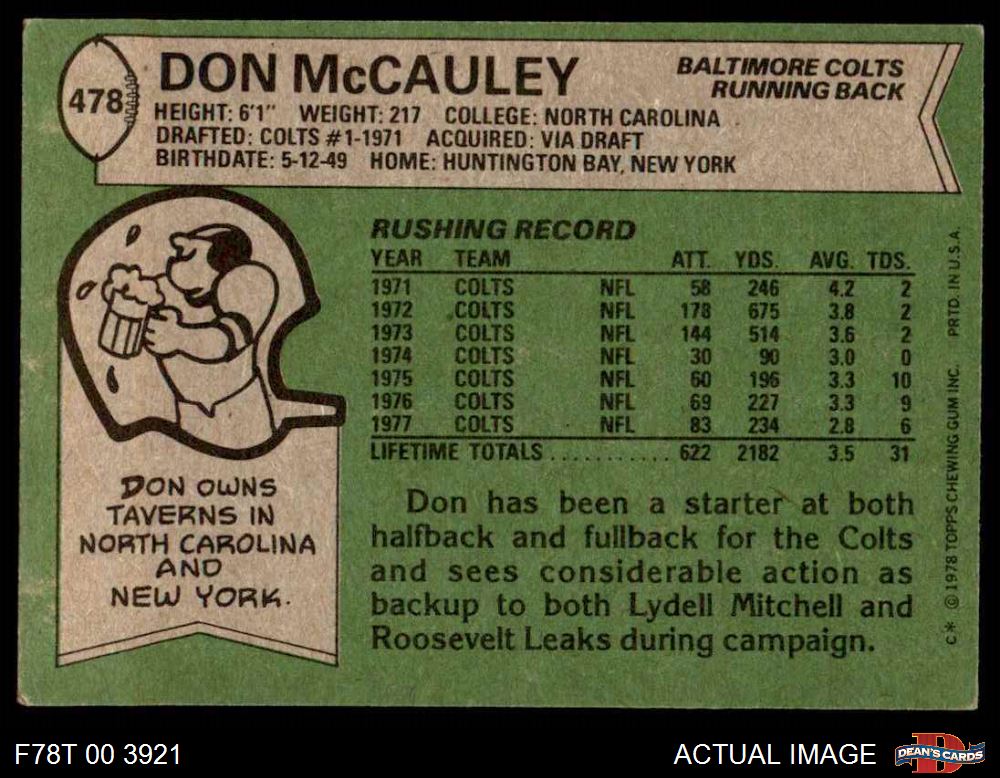 478
DON McCAULEY
BALTIMORE COLTS
RUNNING BACK
HEIGHT: 6'1" WEIGHT: 217 COLLEGE: NORTH CAROLINA
DRAFTED: COLTS #1-1971 ACQUIRED: VIA DRAFT
BIRTHDATE: 5-12-49 HOME: HUNTINGTON BAY, NEW YORK
RUSHING RECORD
YEAR TEAM ATT. YDS. AVG. TDS.
1971 COLTS NFL 58 246 4.2 2
1972 COLTS NFL 178 675 3.8 2
1973 COLTS NFL 144 514 3.6 2
1974 COLTS NFL 30 90 3.0 0
1975 COLTS NFL 60 196 3.3 10
1976 COLTS NFL 69 227 3.3 9
1977 COLTS NFL 83 234 2.8 6
LIFETIME TOTALS........... 622 2182 3.5 31
DON OWNS
TAVERNS IN
NORTH CAROLINA
AND
NEW YORK.
Don has been a starter at both
halfback and fullback for the Colts
and sees considerable action as
backup to both Lydell Mitchell and
Roosevelt Leaks during campaign.
C* © 1978 TOPPS CHEWING GUM INC. PRTD. IN U.S.A.
F78T 00 3921
ACTUAL IMAGE
D
DEAN'S CARDS